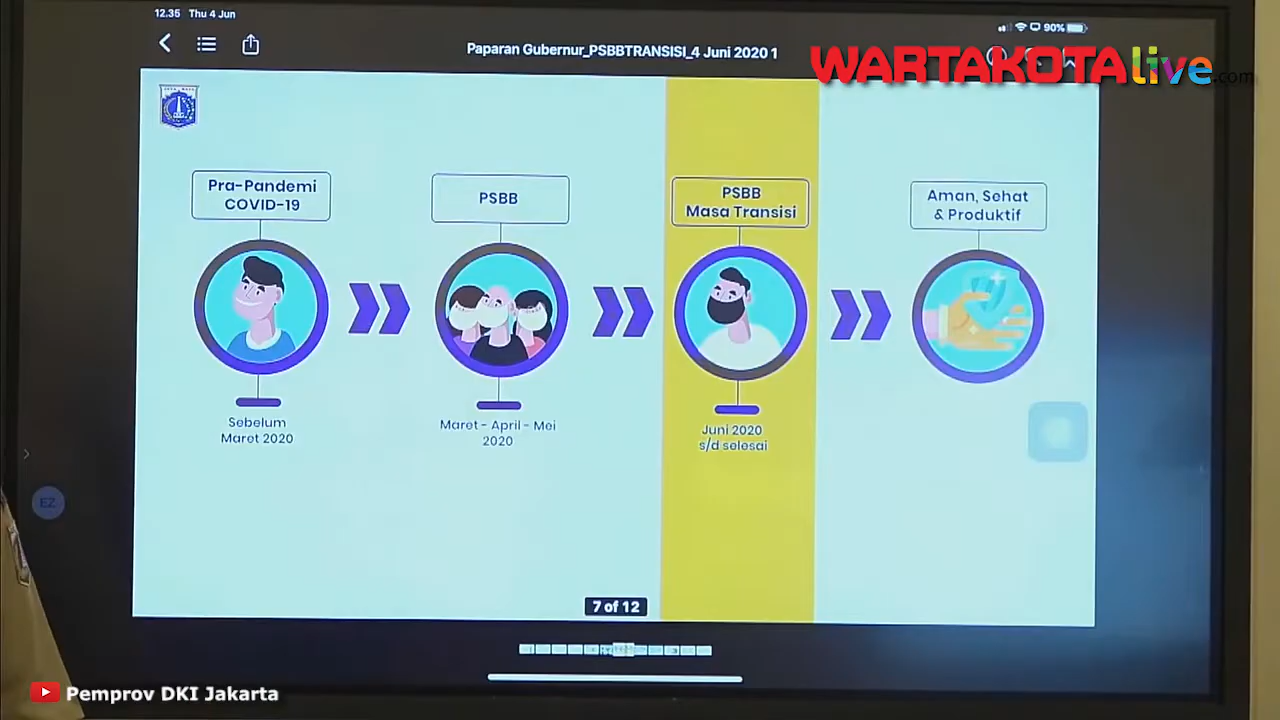 12.35 Thu 4 Jun
90%
Paparan Gubernur_PSBBTRANSISI_4 Juni 2020 1
WARTAKOTAlive.com
Pra-Pandemi
COVID-19
PSBB
PSBB
Masa Transisi
Aman, Sehat
& Produktif
Sebelum
Maret 2020
Maret - April - Mei
2020
Juni 2020
s/d selesai
EZ
7 of 12
Pemprov DKI Jakarta